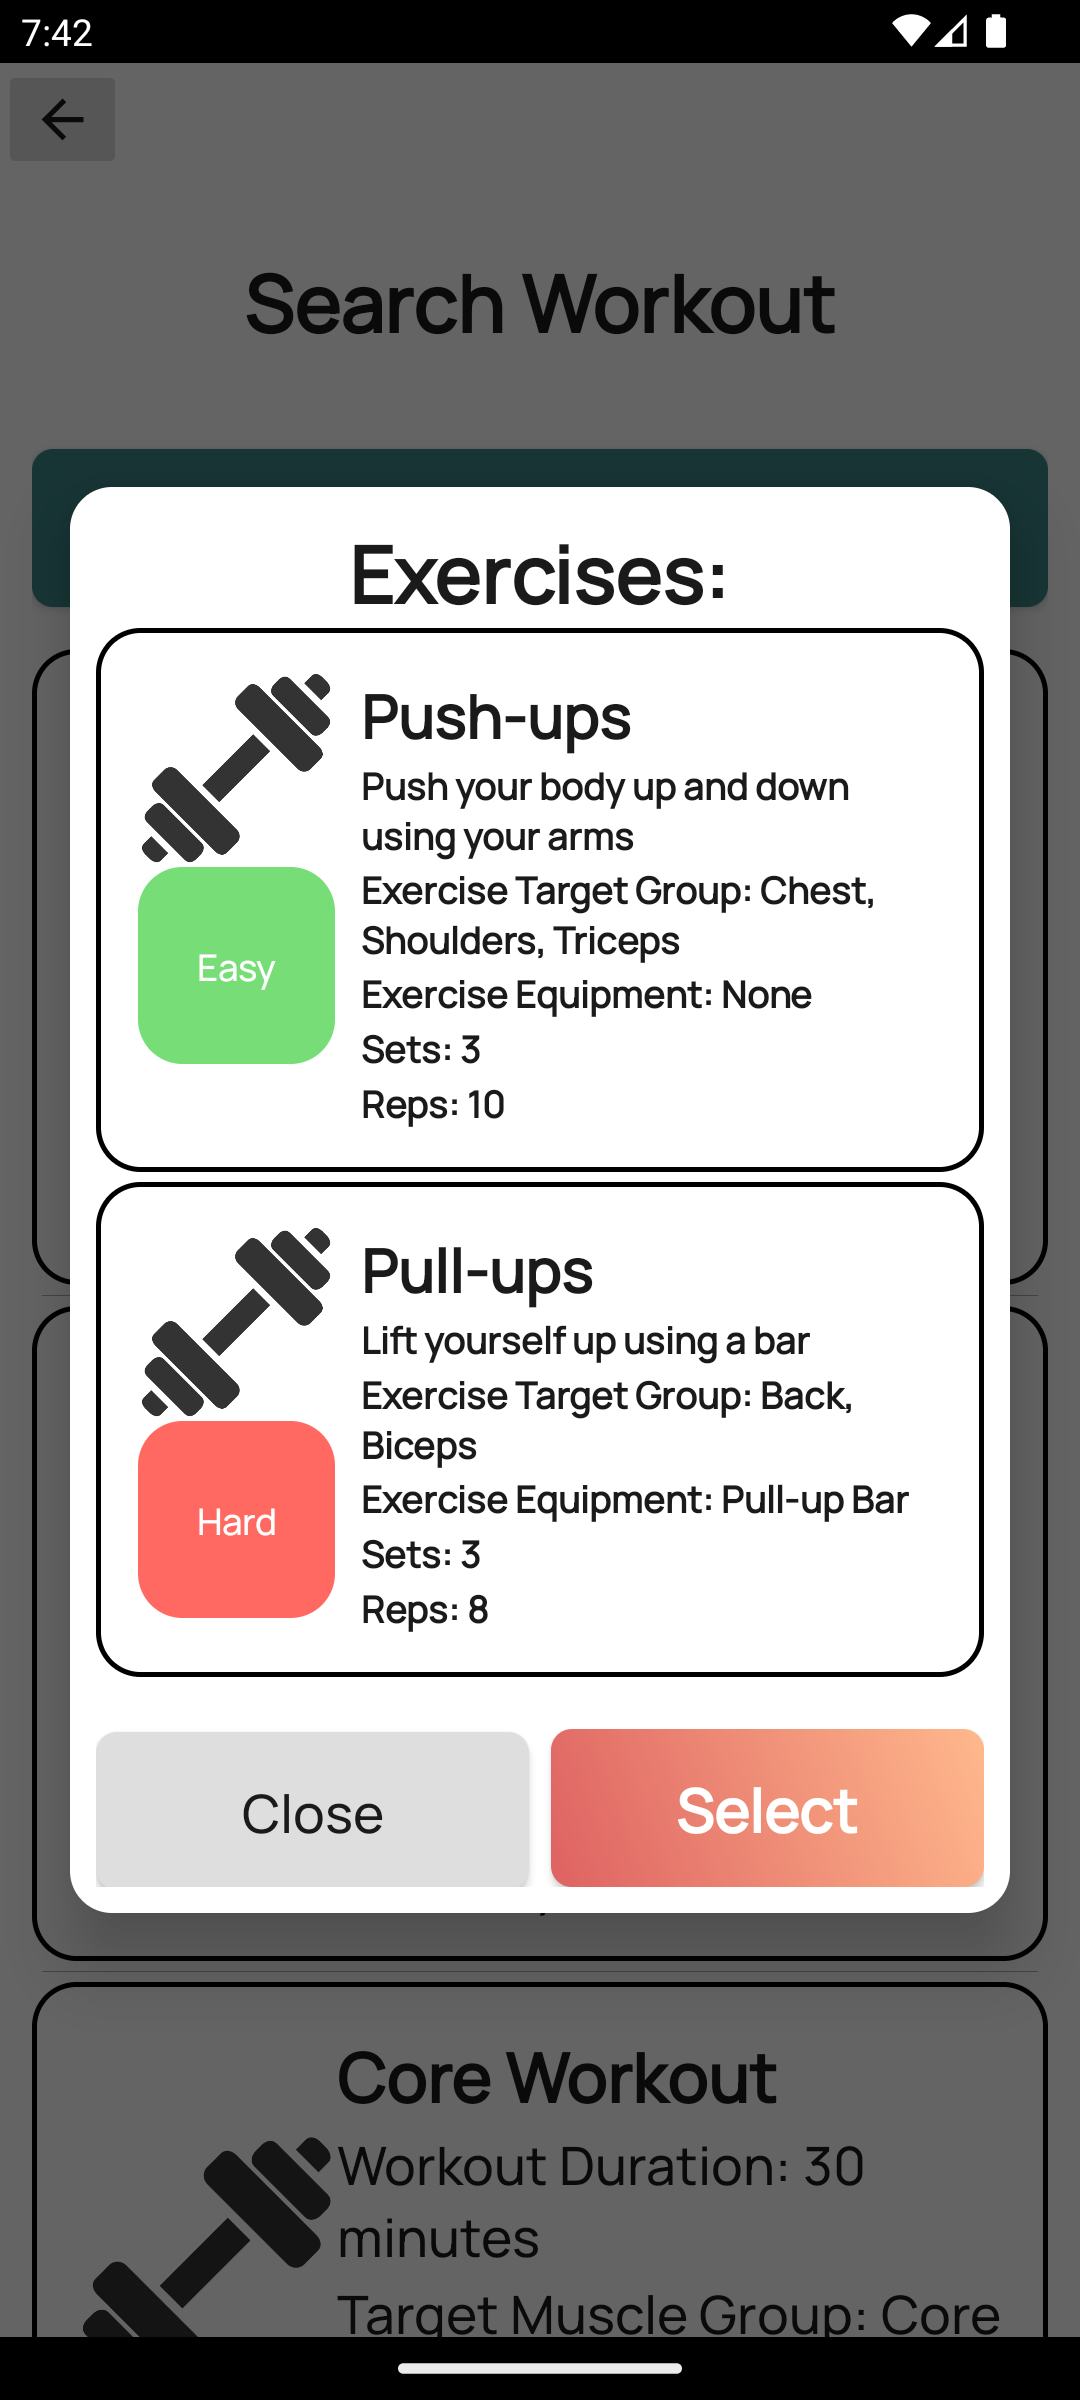 7:42
Search Workout
Exercises:
Push-ups
Push your body up and down
using your arms
Exercise Target Group: Chest,
Shoulders, Triceps
Exercise Equipment: None
Sets: 3
Reps: 10
Easy
Pull-ups
Lift yourself up using a bar
Exercise Target Group: Back,
Biceps
Exercise Equipment: Pull-up Bar
Sets: 3
Reps: 8
Hard
Close
Select
Core Workout
Workout Duration: 30
minutes
Target Muscle Group: Core